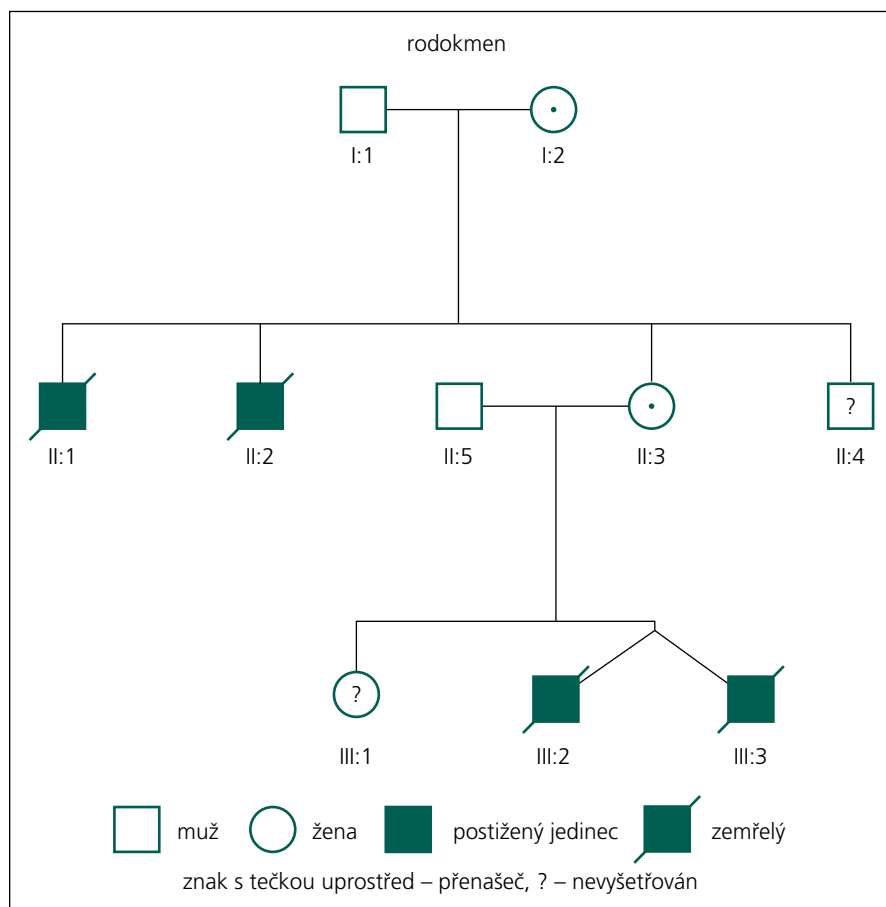 rodokmen
I:1 I:2
?
II:1 II:2 II:5 II:3 II:4
?
III:1 III:2 III:3
muž žena postižený jedinec zemřelý
znak s tečkou uprostřed – přenašeč, ? – nevyšetřován